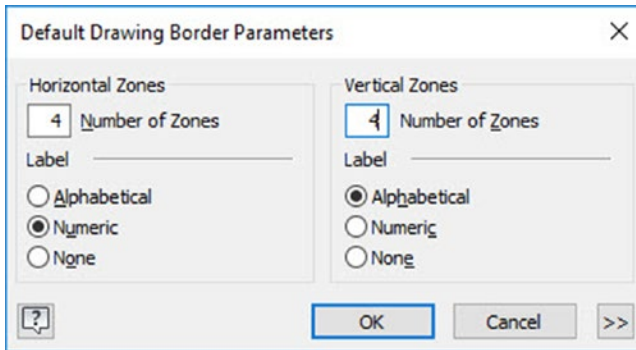 Default Drawing Border Parameters
Horizontal Zones
4 Number of Zones
Label
Alphabetical
Numeric
None
Vertical Zones
4 Number of Zones
Label
Alphabetical
Numeric
None
?
OK Cancel >>